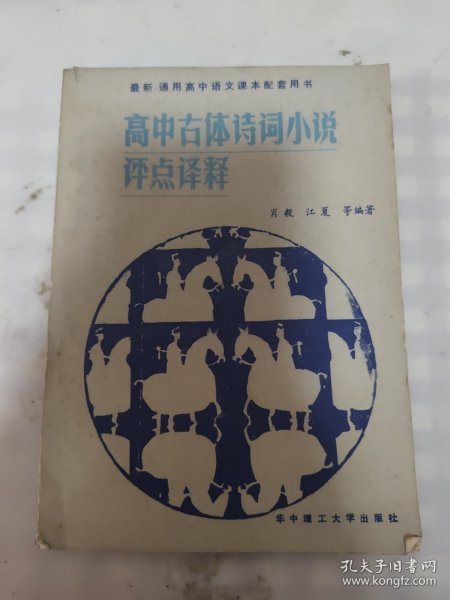 最新通用高中语文课本配套用书
高中古体诗词小说
评点译释
肖毅 江夏 等编著
华中理工大学出版社
孔夫子旧书网
www.kongfz.com